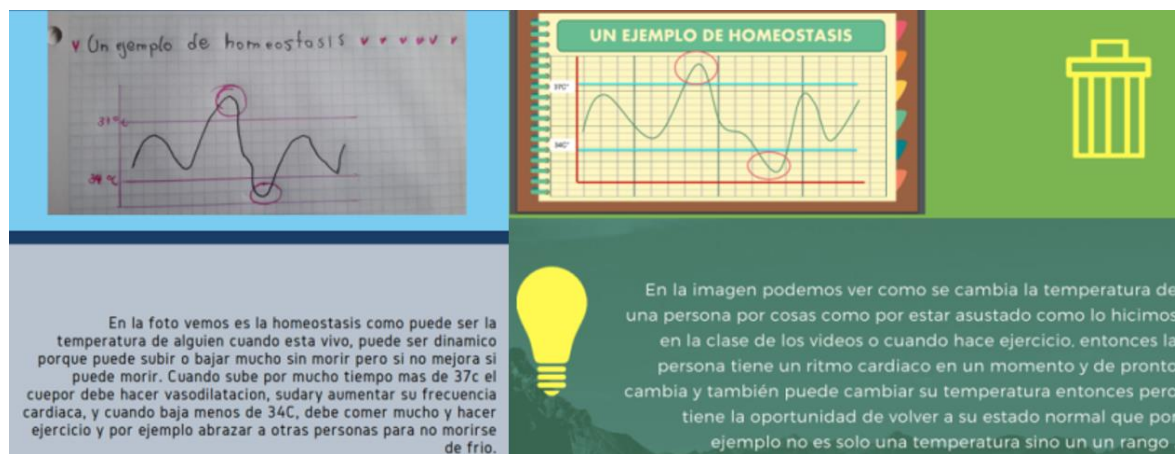 Un ejemplo de homeostasis
37°c
34 °c
En la foto vemos es la homeostasis como puede ser la
temperatura de alguien cuando esta vivo, puede ser dinamico
porque puede subir o bajar mucho sin morir pero si no mejora si
puede morir. Cuando sube por mucho tiempo mas de 37c el
cuepor debe hacer vasodilatacion, sudary aumentar su frecuencia
cardiaca, y cuando baja menos de 34C, debe comer mucho y hacer
ejercicio y por ejemplo abrazar a otras personas para no morirse
de frio.
UN EJEMPLO DE HOMEOSTASIS
37C°
34C°
En la imagen podemos ver como se cambia la temperatura de
una persona por cosas como por estar asustado como lo hicimos
en la clase de los videos o cuando hace ejercicio, entonces la
persona tiene un ritmo cardiaco en un momento y de pronto
cambia y también puede cambiar su temperatura entonces pero
tiene la oportunidad de volver a su estado normal que por
ejemplo no es solo una temperatura sino un un rango